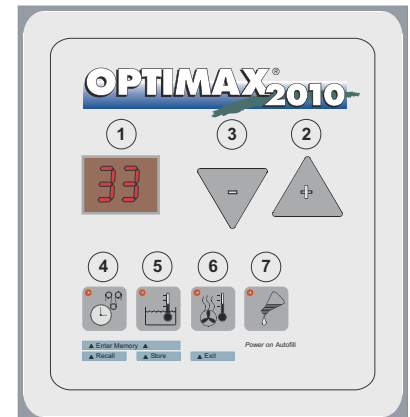 OPTIMAX®
2010
1 3 2
33
- +
4 5 6 7
▲ Enter Memory ▲
Power on Autofill
▲ Recall ▲ Store ▲ Exit